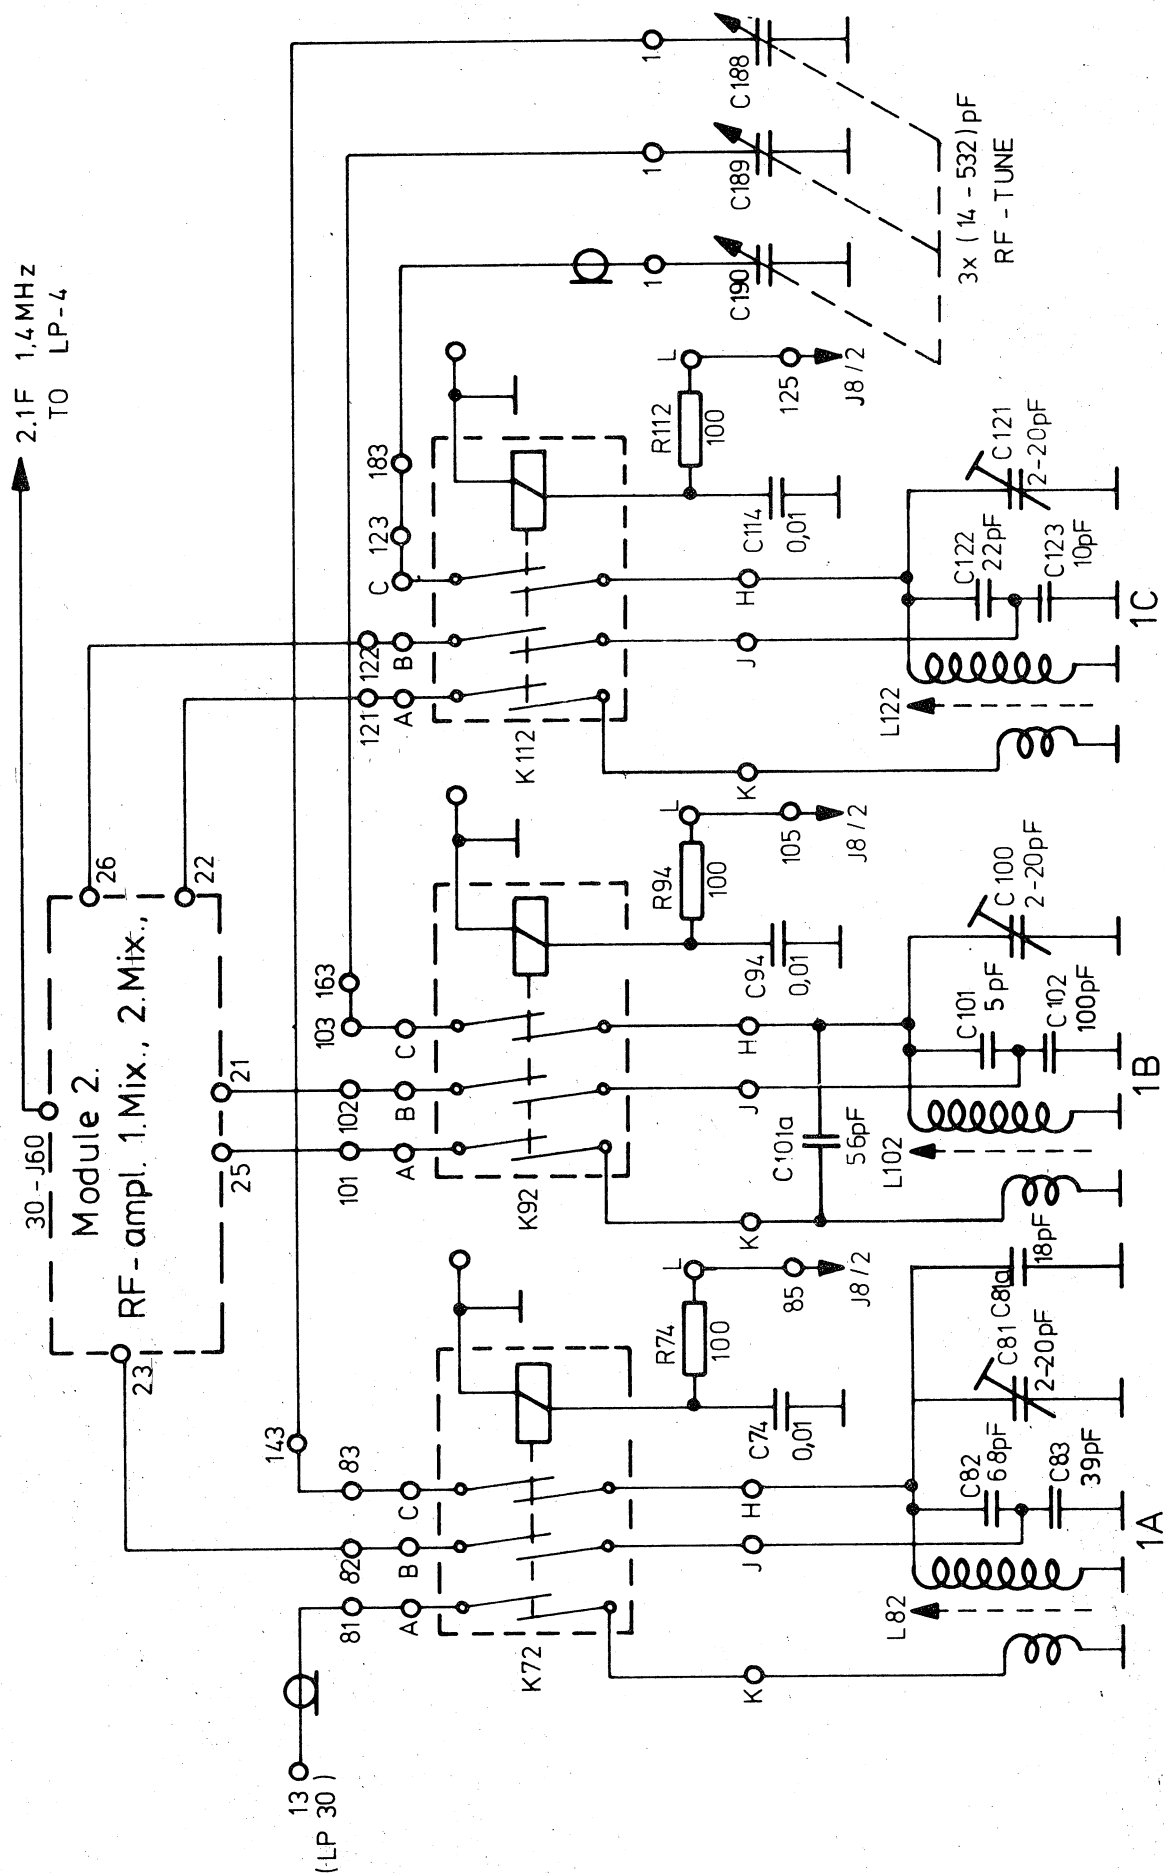 2.1F 1,4MHz
TO LP-4
30-J60
Module 2.
RF-ampl. 1.Mix., 2.Mix.,
23
25
21
26
22
13
(LP 30)
143
81
82
83
A
B
C
K72
R74
100
L
85
J8/2
C74
0,01
K
J
H
L82
C82
68pF
C83
39pF
C81
2-20pF
C81a
18pF
1A
101
102
103
163
A
B
C
K92
R94
100
L
105
J8/2
C94
0,01
K
J
H
C101a
56pF
L102
C101
5pF
C102
100pF
C100
2-20pF
1B
121
122
123
183
A
B
C
K112
R112
100
L
125
J8/2
C114
0,01
K
J
H
L122
C122
22pF
C123
10pF
C121
2-20pF
1C
1
1
1
C190
C189
C188
3x(14-532)pF
RF-TUNE